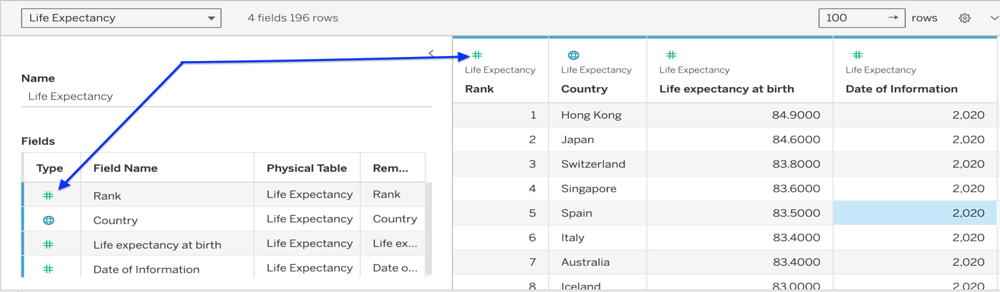 Life Expectancy 4 fields 196 rows 100 → rows
Name
Life Expectancy
Fields
Type Field Name Physical Table Rem...
# Rank Life Expectancy Rank
Country Life Expectancy Country
# Life expectancy at birth Life Expectancy Life ex...
# Date of Information Life Expectancy Date o...
# # #
Life Expectancy Life Expectancy Life Expectancy Life Expectancy
Rank Country Life expectancy at birth Date of Information
1 Hong Kong 84.9000 2,020
2 Japan 84.6000 2,020
3 Switzerland 83.8000 2,020
4 Singapore 83.6000 2,020
5 Spain 83.5000 2,020
6 Italy 83.4000 2,020
7 Australia 83.4000 2,020
8 Iceland 83.0000 2,020